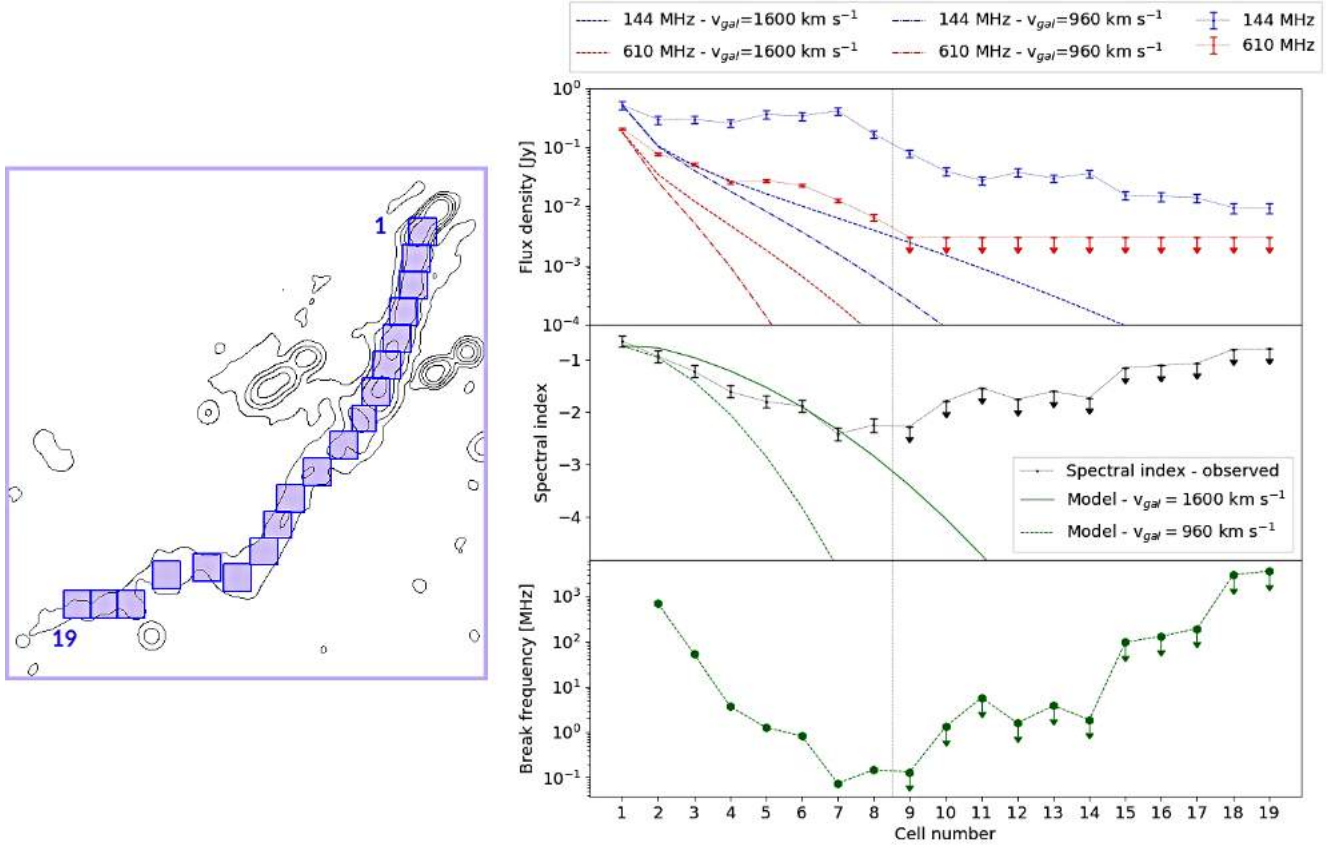 144 MHz - v_gal=1600 km s⁻¹ 144 MHz - v_gal=960 km s⁻¹ 144 MHz
610 MHz - v_gal=1600 km s⁻¹ 610 MHz - v_gal=960 km s⁻¹ 610 MHz
1
19
Flux density [Jy]
10⁰
10⁻¹
10⁻²
10⁻³
10⁻⁴
Spectral index
−1
−2
−3
−4
Spectral index - observed
Model - v_gal = 1600 km s⁻¹
Model - v_gal = 960 km s⁻¹
Break frequency [MHz]
10³
10²
10¹
10⁰
10⁻¹
1 2 3 4 5 6 7 8 9 10 11 12 13 14 15 16 17 18 19
Cell number